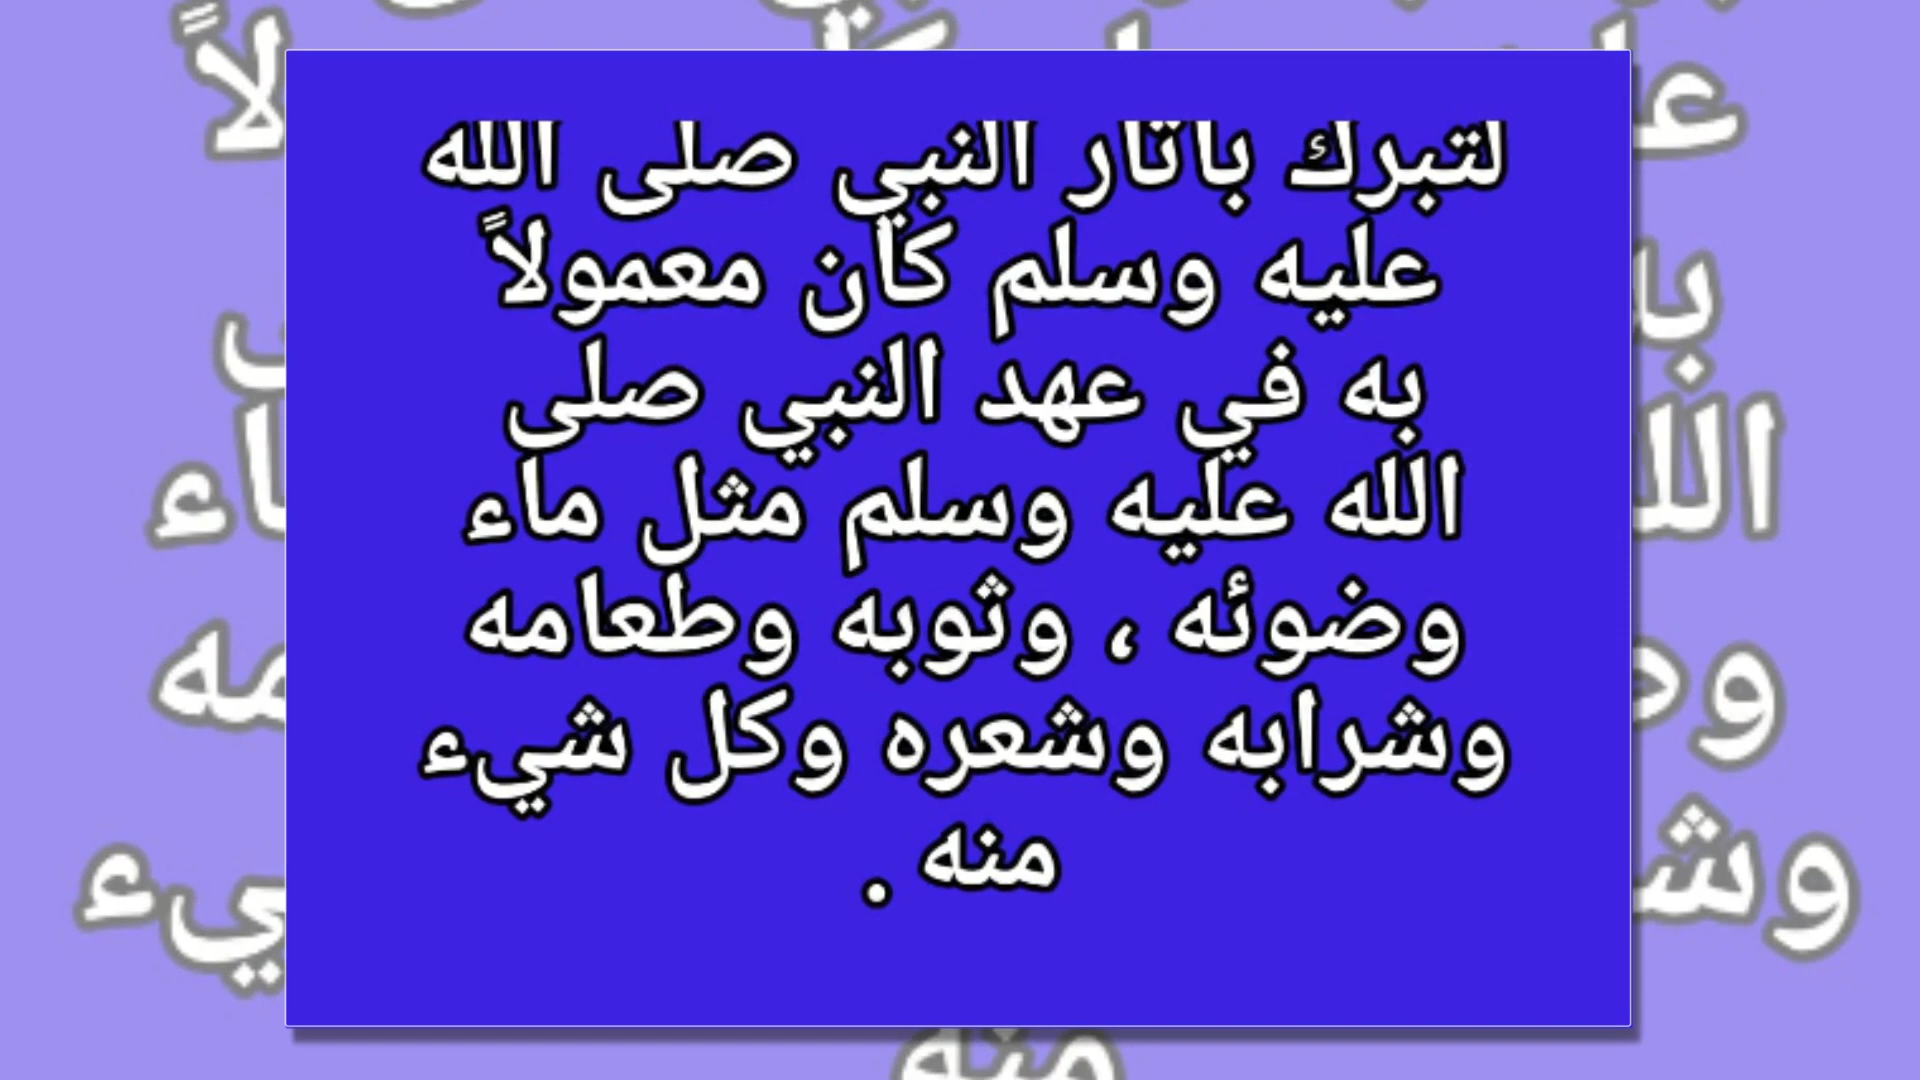 لتبرك باثار النبي صلى الله
عليه وسلم كان معمولاً
به في عهد النبي صلى
الله عليه وسلم مثل ماء
وضوئه ، وثوبه وطعامه
وشرابه وشعره وكل شيء
منه .